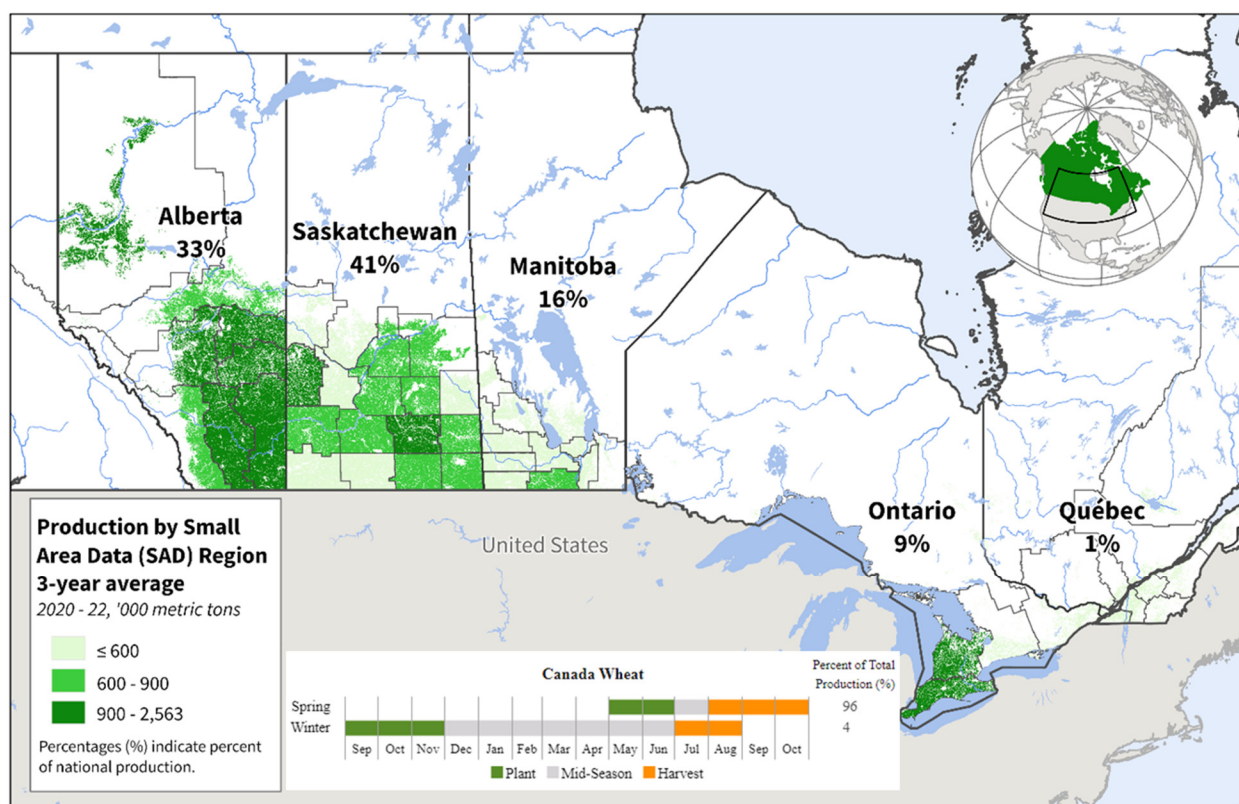 Alberta
33%
Saskatchewan
41%
Manitoba
16%
Ontario
9%
Québec
1%
United States
Production by Small
Area Data (SAD) Region
3-year average
2020 - 22, '000 metric tons
≤ 600
600 - 900
900 - 2,563
Percentages (%) indicate percent
of national production.
Canada Wheat
Percent of Total
Production (%)
Spring 96
Winter 4
Sep Oct Nov Dec Jan Feb Mar Apr May Jun Jul Aug Sep Oct
Plant Mid-Season Harvest